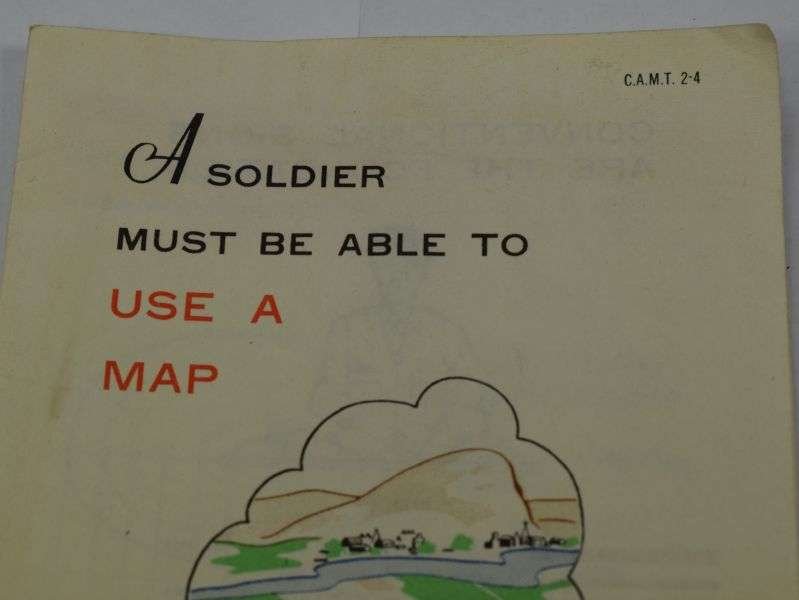 C.A.M.T. 2-4
A SOLDIER
MUST BE ABLE TO
USE A
MAP